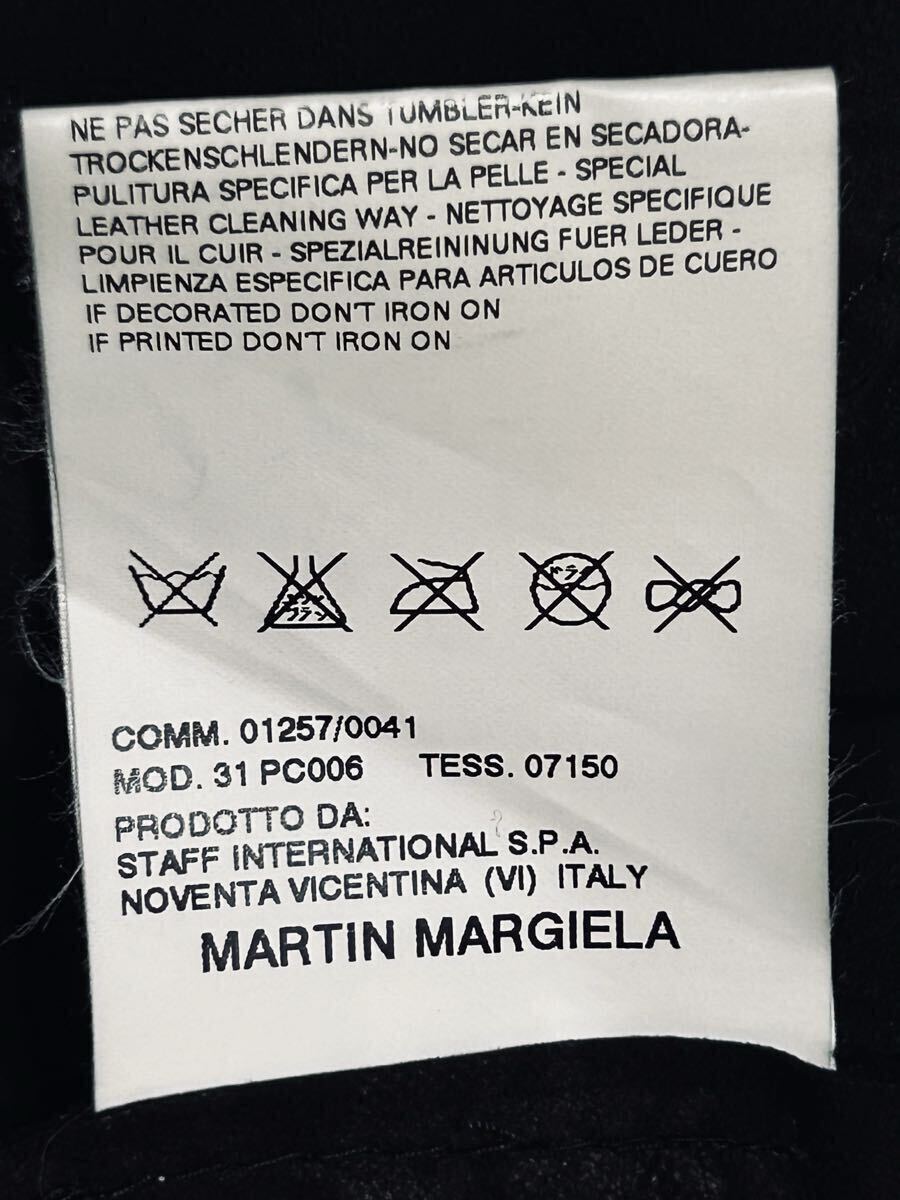 NE PAS SECHER DANS TUMBLER-KEIN
TROCKENSCHLENDERN-NO SECAR EN SECADORA-
PULITURA SPECIFICA PER LA PELLE - SPECIAL
LEATHER CLEANING WAY - NETTOYAGE SPECIFIQUE
POUR IL CUIR - SPEZIALREININUNG FUER LEDER -
LIMPIENZA ESPECIFICA PARA ARTICULOS DE CUERO
IF DECORATED DON'T IRON ON
IF PRINTED DON'T IRON ON
ドライ
COMM. 01257/0041
MOD. 31 PC006 TESS. 07150
PRODOTTO DA:
STAFF INTERNATIONAL S.P.A.
NOVENTA VICENTINA (VI) ITALY
MARTIN MARGIELA